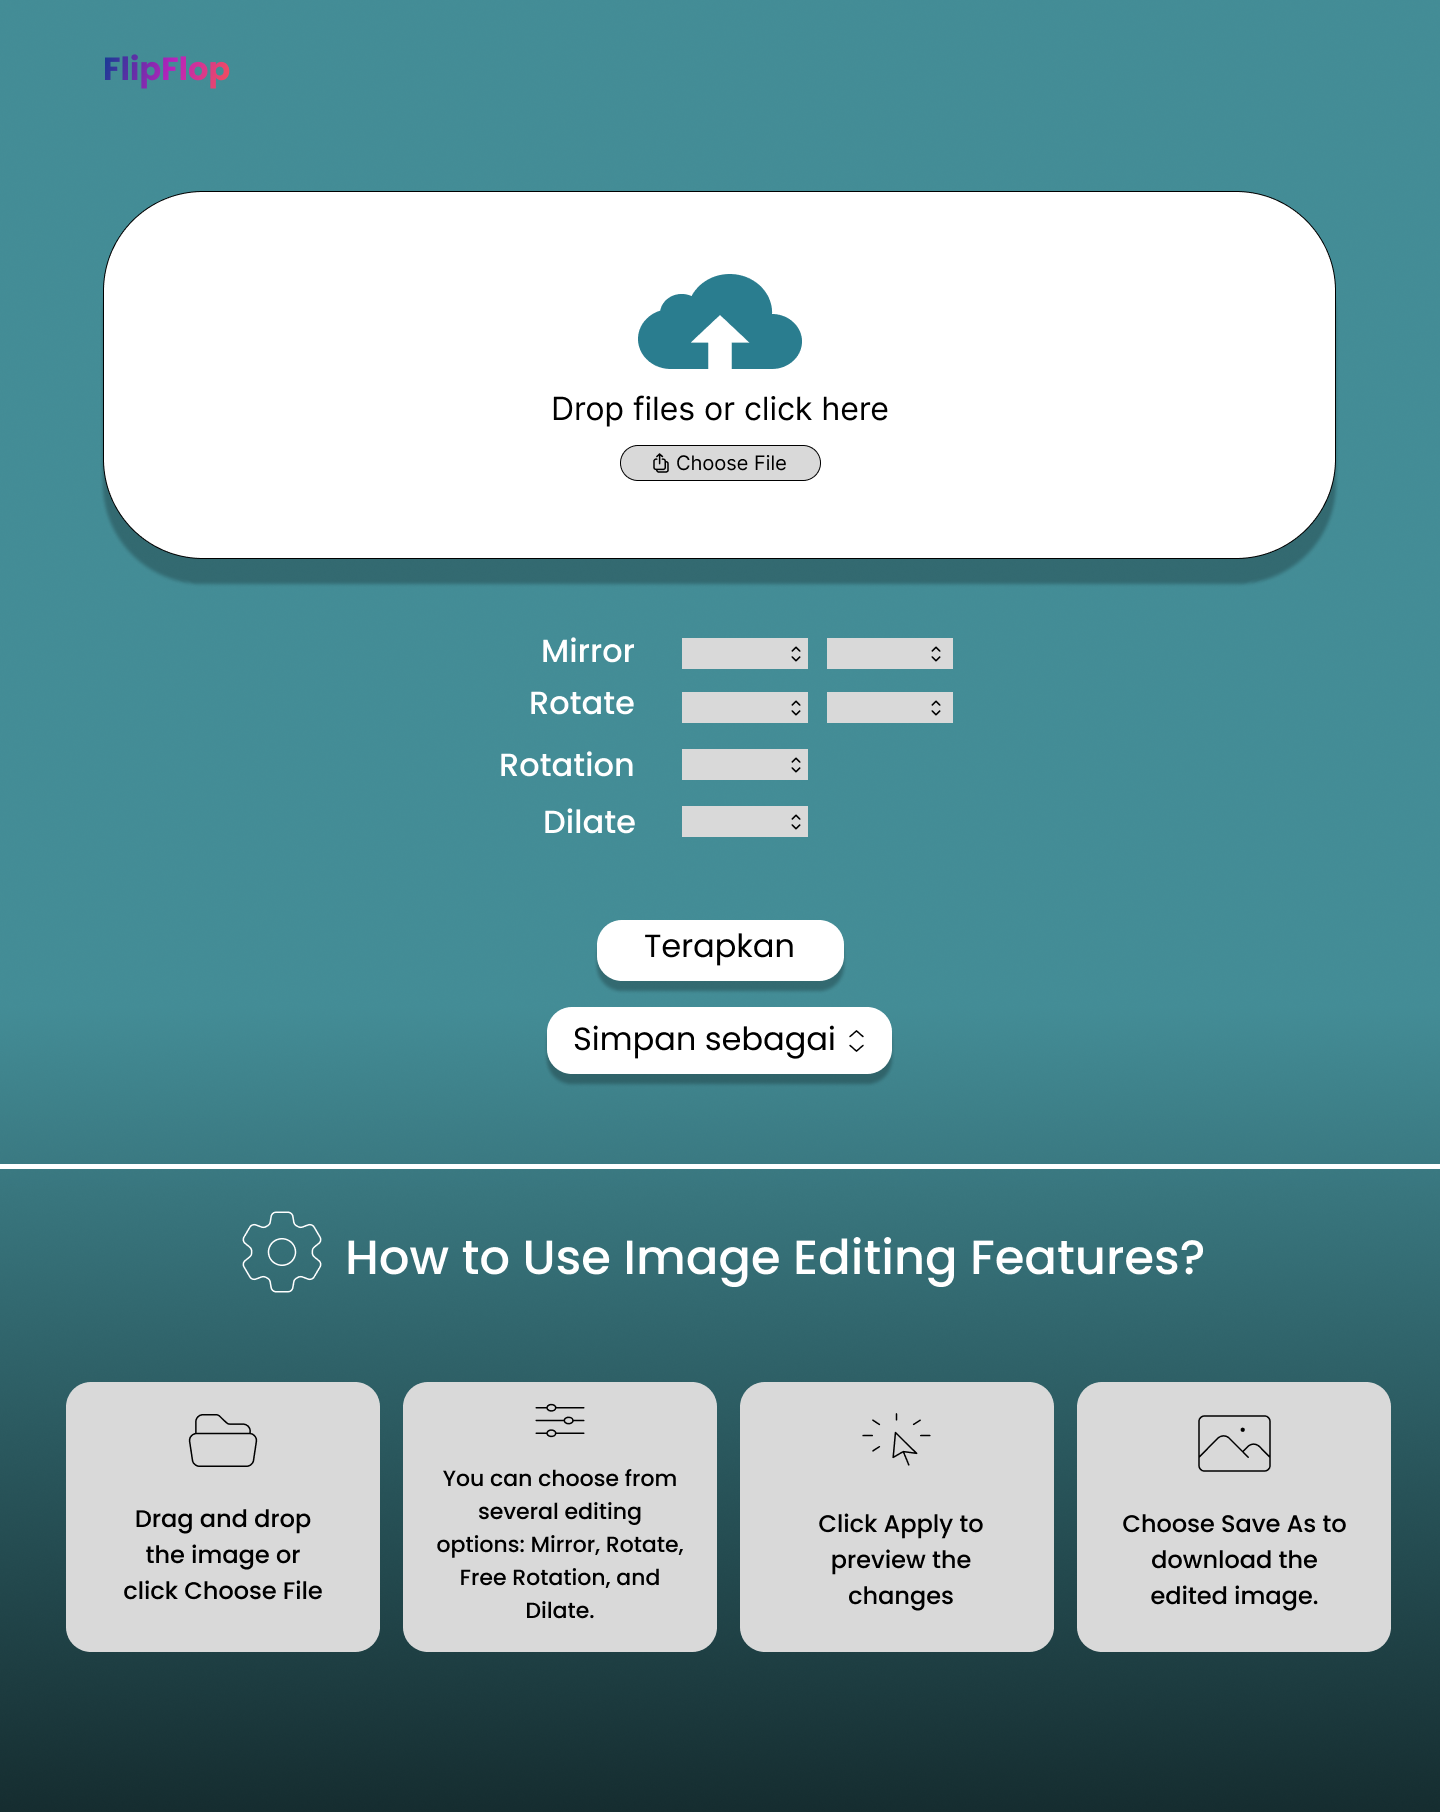 FlipFlop
Drop files or click here
Choose File
Mirror
Rotate
Rotation
Dilate
Terapkan
Simpan sebagai
How to Use Image Editing Features?
Drag and drop
the image or
click Choose File
You can choose from
several editing
options: Mirror, Rotate,
Free Rotation, and
Dilate.
Click Apply to
preview the
changes
Choose Save As to
download the
edited image.